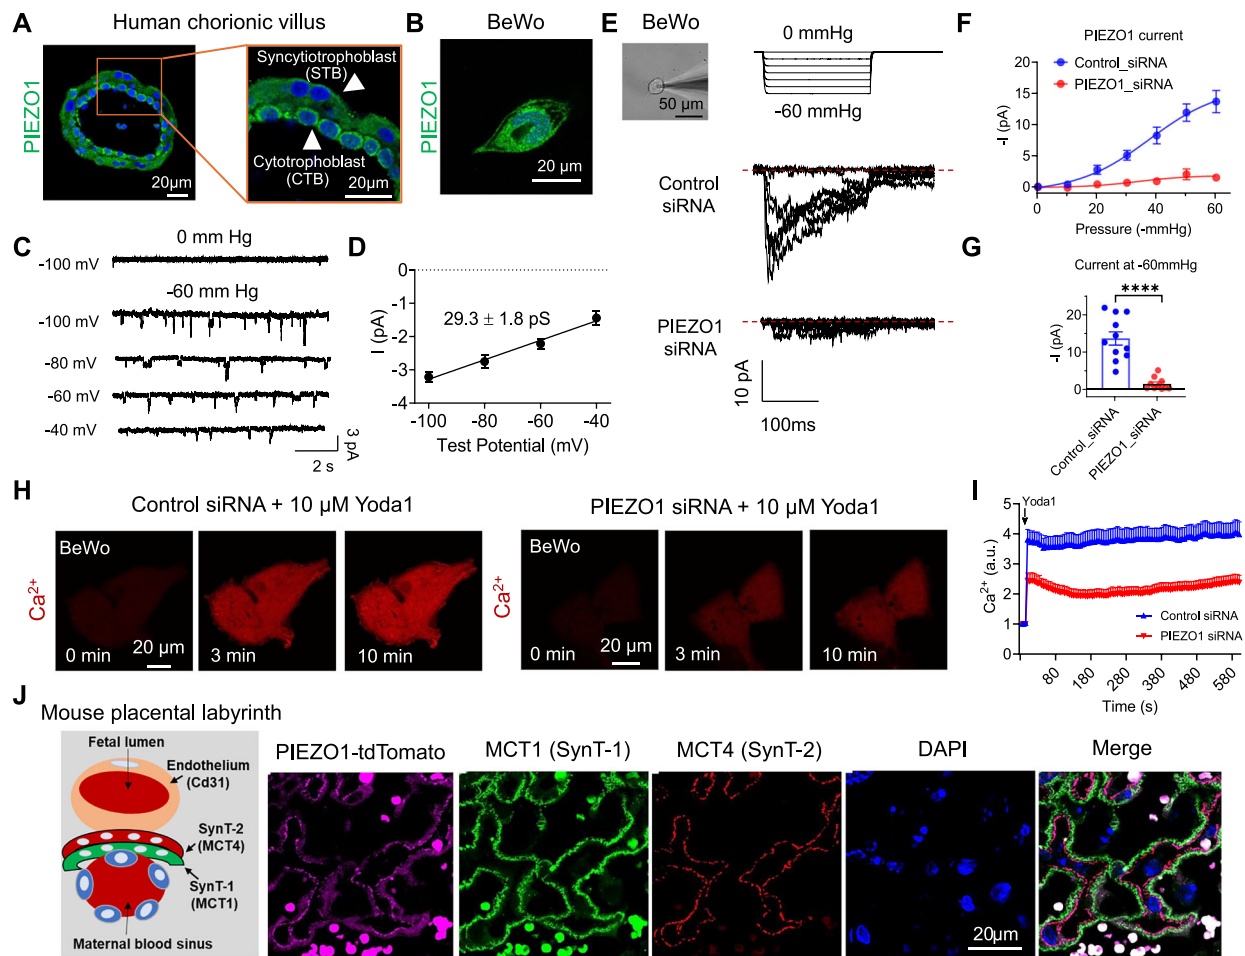 A
Human chorionic villus
PIEZO1
20µm
Syncytiotrophoblast
(STB)
Cytotrophoblast
(CTB)
20µm
B
BeWo
PIEZO1
20 µm
C
0 mm Hg
-100 mV
-60 mm Hg
-100 mV
-80 mV
-60 mV
-40 mV
3 pA
2 s
D
I (pA)
0
-1
-2
-3
-4
29.3 ± 1.8 pS
-100
-80
-60
-40
Test Potential (mV)
E
BeWo
50 µm
0 mmHg
-60 mmHg
Control
siRNA
PIEZO1
siRNA
10 pA
100ms
F
PIEZO1 current
Control_siRNA
PIEZO1_siRNA
-I (pA)
20
15
10
5
0
0
20
40
60
Pressure (-mmHg)
G
Current at -60mmHg
****
-I (pA)
20
10
0
Control_siRNA
PIEZO1_siRNA
H
Control siRNA + 10 µM Yoda1
BeWo
Ca²⁺
0 min
20 µm
3 min
10 min
PIEZO1 siRNA + 10 µM Yoda1
BeWo
Ca²⁺
0 min
20 µm
3 min
10 min
I
Yoda1
Ca²⁺ (a.u.)
5
4
3
2
1
0
Control siRNA
PIEZO1 siRNA
80
180
280
380
480
580
Time (s)
J
Mouse placental labyrinth
Fetal lumen
Endothelium
(Cd31)
SynT-2
(MCT4)
SynT-1
(MCT1)
Maternal blood sinus
PIEZO1-tdTomato
MCT1 (SynT-1)
MCT4 (SynT-2)
DAPI
20µm
Merge